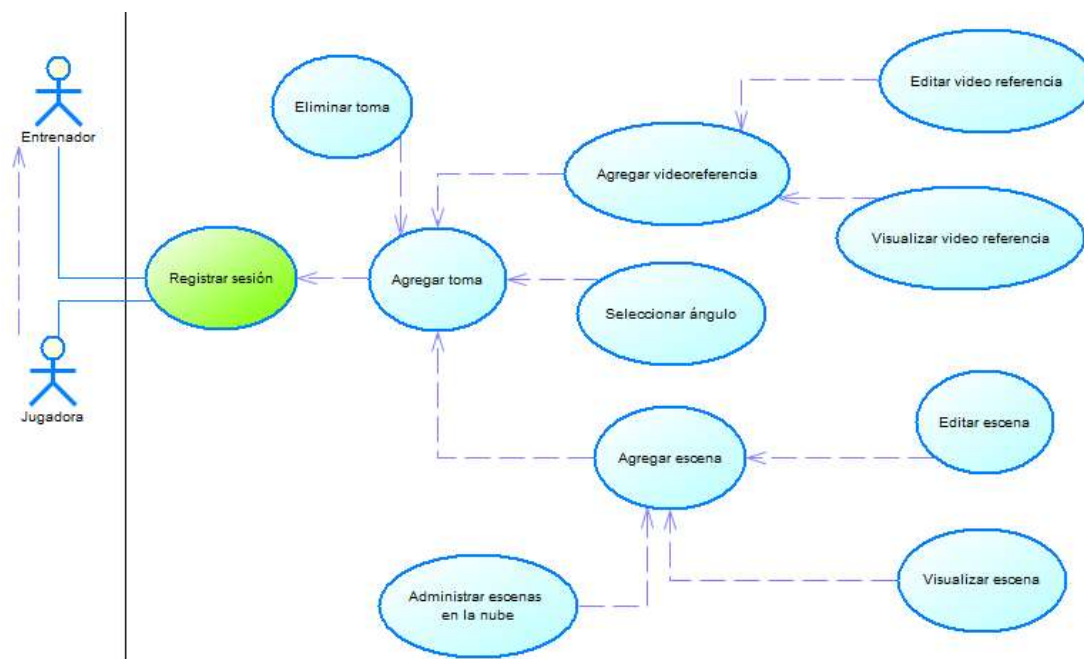 Entrenador
Jugadora
Registrar sesión
Eliminar toma
Agregar toma
Agregar videoreferencia
Editar video referencia
Visualizar video referencia
Seleccionar ángulo
Agregar escena
Editar escena
Visualizar escena
Administrar escenas
en la nube